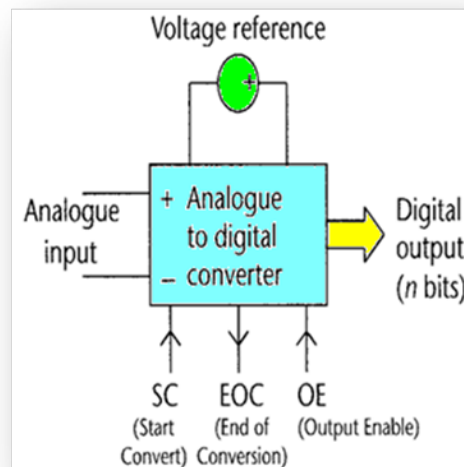 Voltage reference
+
Analogue
input
+ Analogue
to digital
– converter
Digital
output
(n bits)
SC
(Start
Convert)
EOC
(End of
Conversion)
OE
(Output Enable)